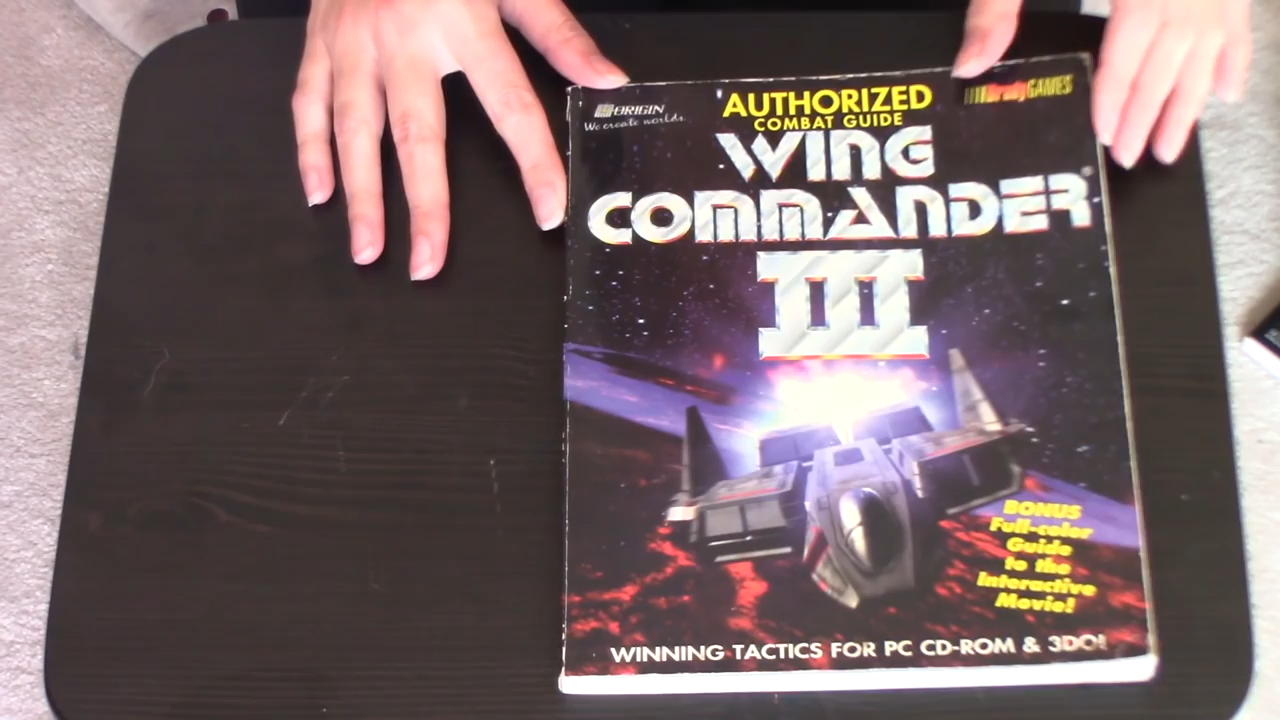 ORIGIN
We create worlds.
BradyGAMES
AUTHORIZED
COMBAT GUIDE
WING
COMMANDER®
III
BONUS
Full-color
Guide
to the
Interactive
Movie!
WINNING TACTICS FOR PC CD-ROM & 3DO!